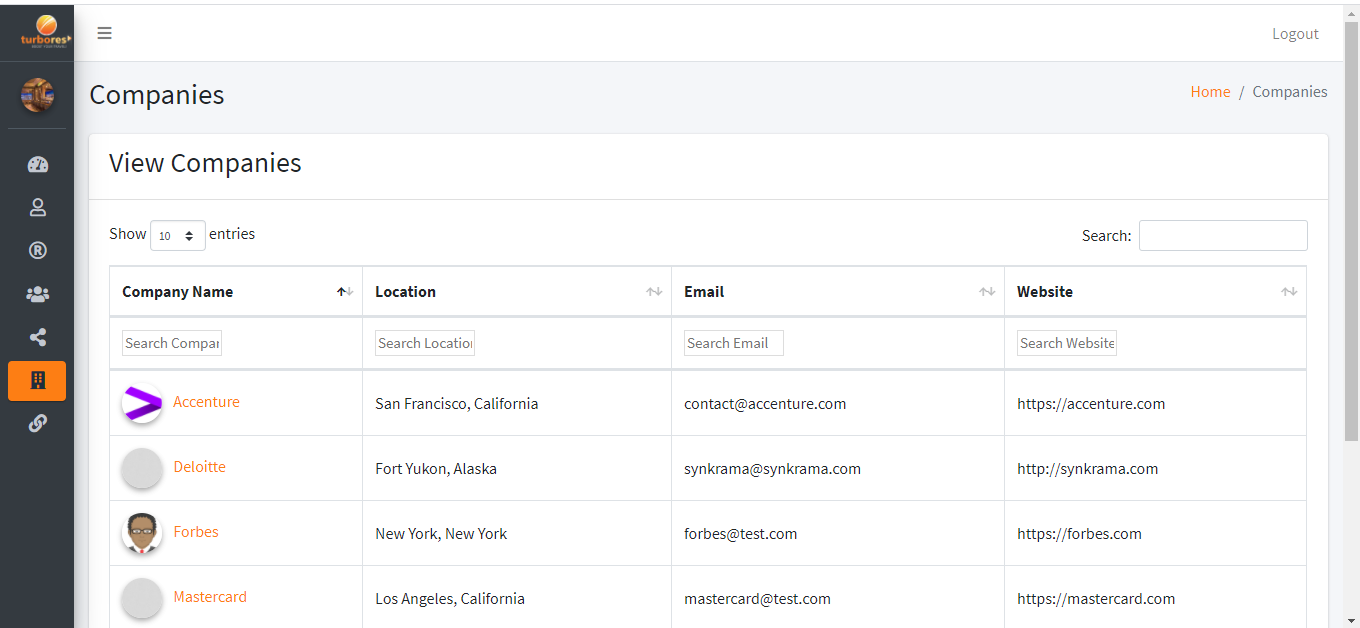 turbores
Logout
Companies
Home / Companies
View Companies
Show 10 entries
Search:
Company Name Location Email Website
Search Compar Search Location Search Email Search Website
Accenture San Francisco, California contact@accenture.com https://accenture.com
Deloitte Fort Yukon, Alaska synkrama@synkrama.com http://synkrama.com
Forbes New York, New York forbes@test.com https://forbes.com
Mastercard Los Angeles, California mastercard@test.com https://mastercard.com